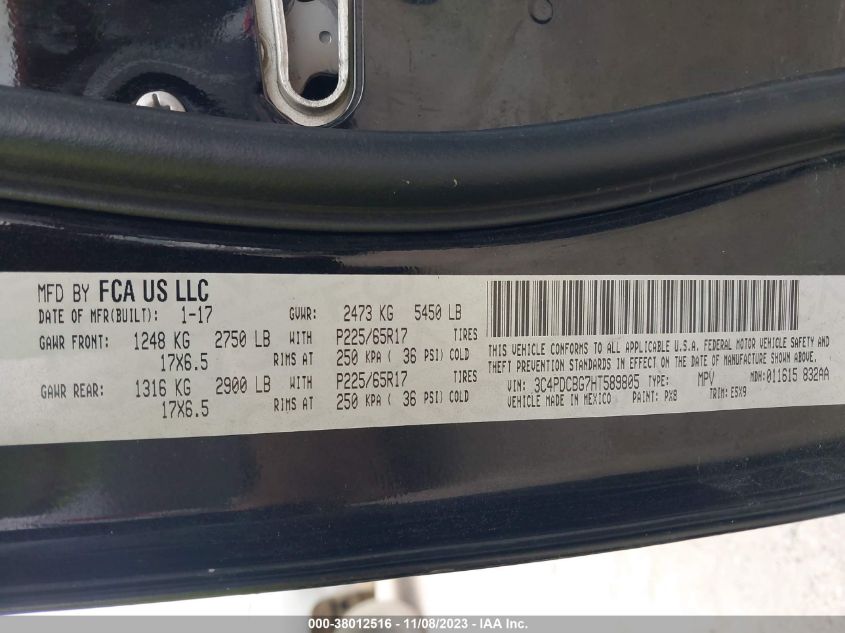 MFD BY FCA US LLC
DATE OF MFR(BUILT): 1-17 GVWR: 2473 KG 5450 LB
GAWR FRONT: 1248 KG 2750 LB WITH P225/65R17 TIRES
17X6.5 RIMS AT 250 KPA ( 36 PSI) COLD
GAWR REAR: 1316 KG 2900 LB WITH P225/65R17 TIRES
17X6.5 RIMS AT 250 KPA ( 36 PSI) COLD
THIS VEHICLE CONFORMS TO ALL APPLICABLE U.S.A. FEDERAL MOTOR VEHICLE SAFETY AND
THEFT PREVENTION STANDARDS IN EFFECT ON THE DATE OF MANUFACTURE SHOWN ABOVE.
VIN: 3C4PDCBG7HT589805 TYPE: MPV MDH: 011615 832AA
VEHICLE MADE IN MEXICO PAINT: PX8 TRIM: E5X9
000-38012516 - 11/08/2023 - IAA Inc.